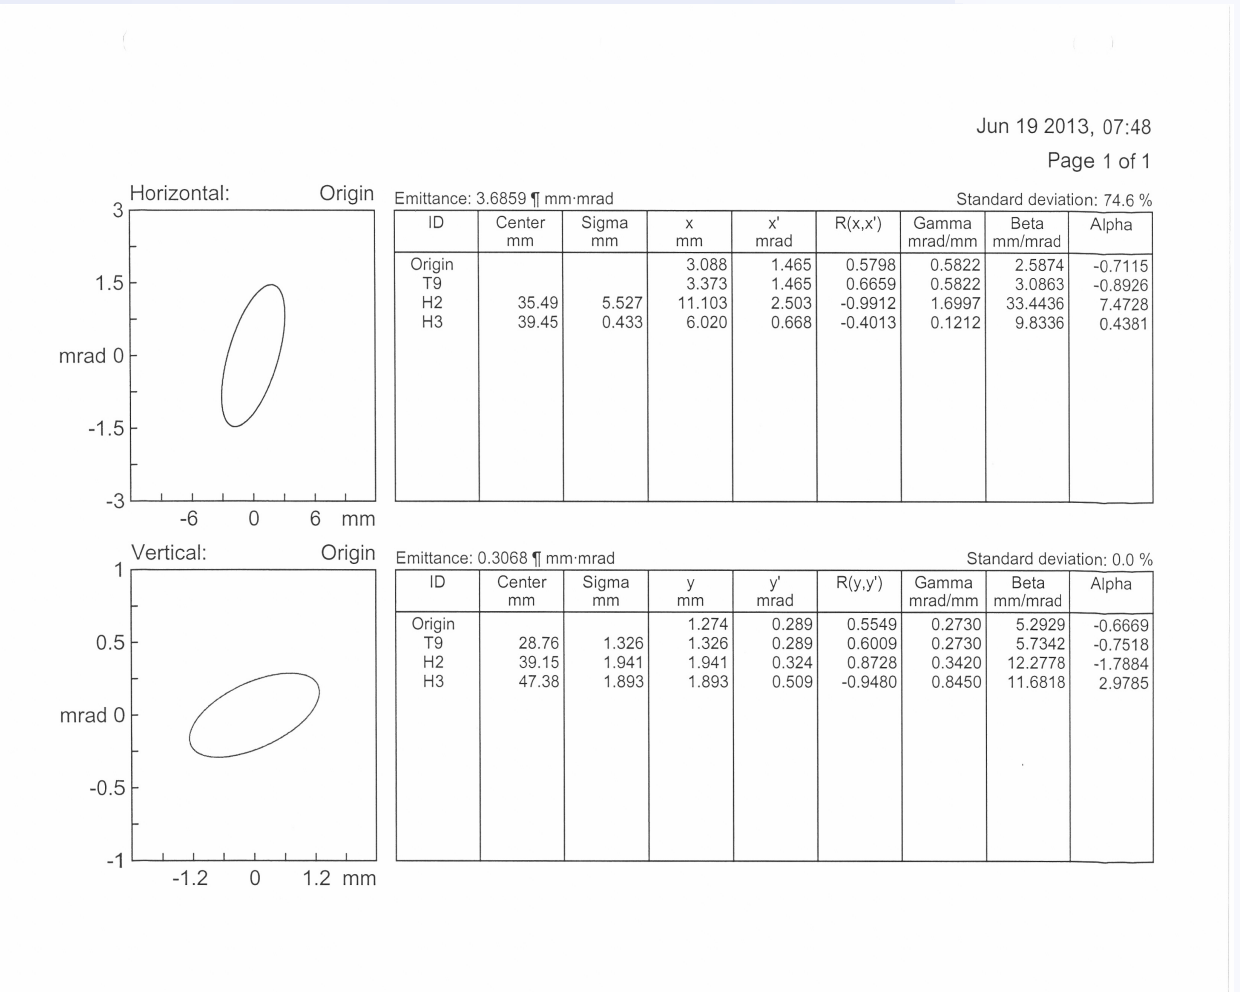 Jun 19 2013, 07:48
Page 1 of 1
Horizontal: Origin
3
1.5
mrad 0
-1.5
-3
-6 0 6 mm
Emittance: 3.6859 ¶ mm·mrad Standard deviation: 74.6 %
ID Center Sigma x x' R(x,x') Gamma Beta Alpha
mm mm mm mrad mrad/mm mm/mrad
Origin 3.088 1.465 0.5798 0.5822 2.5874 -0.7115
T9 3.373 1.465 0.6659 0.5822 3.0863 -0.8926
H2 35.49 5.527 11.103 2.503 -0.9912 1.6997 33.4436 7.4728
H3 39.45 0.433 6.020 0.668 -0.4013 0.1212 9.8336 0.4381
Vertical: Origin
1
0.5
mrad 0
-0.5
-1
-1.2 0 1.2 mm
Emittance: 0.3068 ¶ mm·mrad Standard deviation: 0.0 %
ID Center Sigma y y' R(y,y') Gamma Beta Alpha
mm mm mm mrad mrad/mm mm/mrad
Origin 1.274 0.289 0.5549 0.2730 5.2929 -0.6669
T9 28.76 1.326 1.326 0.289 0.6009 0.2730 5.7342 -0.7518
H2 39.15 1.941 1.941 0.324 0.8728 0.3420 12.2778 -1.7884
H3 47.38 1.893 1.893 0.509 -0.9480 0.8450 11.6818 2.9785